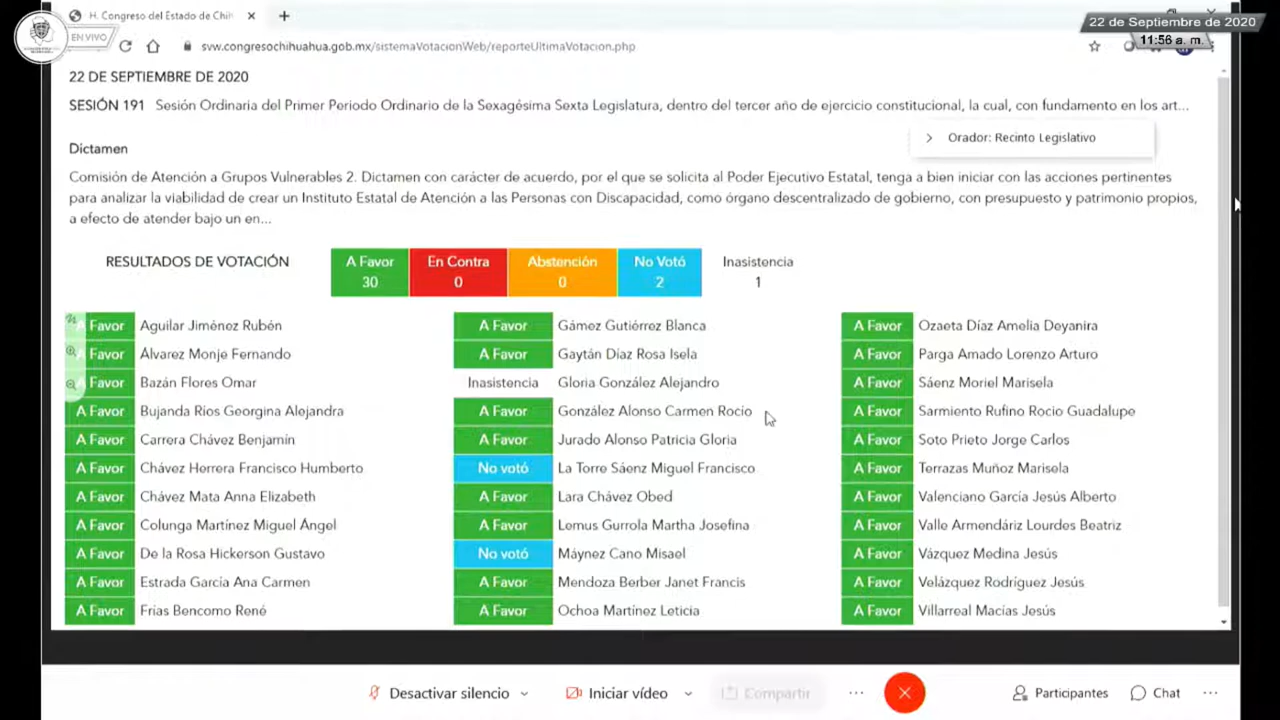 H. Congreso del Estado de Chih
22 de Septiembre de 2020
EN VIVO
11:56 a. m.
svw.congresochihuahua.gob.mx/sistemaVotacionWeb/reporteUltimaVotacion.php
22 DE SEPTIEMBRE DE 2020
SESIÓN 191 Sesión Ordinaria del Primer Periodo Ordinario de la Sexagésima Sexta Legislatura, dentro del tercer año de ejercicio constitucional, la cual, con fundamento en los art...
Orador: Recinto Legislativo
Dictamen
Comisión de Atención a Grupos Vulnerables 2. Dictamen con carácter de acuerdo, por el que se solicita al Poder Ejecutivo Estatal, tenga a bien iniciar con las acciones pertinentes
para analizar la viabilidad de crear un Instituto Estatal de Atención a las Personas con Discapacidad, como órgano descentralizado de gobierno, con presupuesto y patrimonio propios,
a efecto de atender bajo un en...
RESULTADOS DE VOTACIÓN A Favor En Contra Abstención No Votó Inasistencia
30 0 0 2 1
A Favor Aguilar Jiménez Rubén A Favor Gámez Gutiérrez Blanca A Favor Ozaeta Díaz Amelia Deyanira
Favor Álvarez Monje Fernando A Favor Gaytán Díaz Rosa Isela A Favor Parga Amado Lorenzo Arturo
Favor Bazán Flores Omar Inasistencia Gloria González Alejandro A Favor Sáenz Moriel Marisela
A Favor Bujanda Ríos Georgina Alejandra A Favor González Alonso Carmen Rocío A Favor Sarmiento Rufino Rocio Guadalupe
A Favor Carrera Chávez Benjamín A Favor Jurado Alonso Patricia Gloria A Favor Soto Prieto Jorge Carlos
A Favor Chávez Herrera Francisco Humberto No votó La Torre Sáenz Miguel Francisco A Favor Terrazas Muñoz Marisela
A Favor Chávez Mata Anna Elizabeth A Favor Lara Chávez Obed A Favor Valenciano García Jesús Alberto
A Favor Colunga Martínez Miguel Ángel A Favor Lemus Gurrola Martha Josefina A Favor Valle Armendáriz Lourdes Beatriz
A Favor De la Rosa Hickerson Gustavo No votó Máynez Cano Misael A Favor Vázquez Medina Jesús
A Favor Estrada García Ana Carmen A Favor Mendoza Berber Janet Francis A Favor Velázquez Rodríguez Jesús
A Favor Frías Bencomo René A Favor Ochoa Martínez Leticia A Favor Villarreal Macías Jesús
Desactivar silencio Iniciar vídeo Compartir Participantes Chat